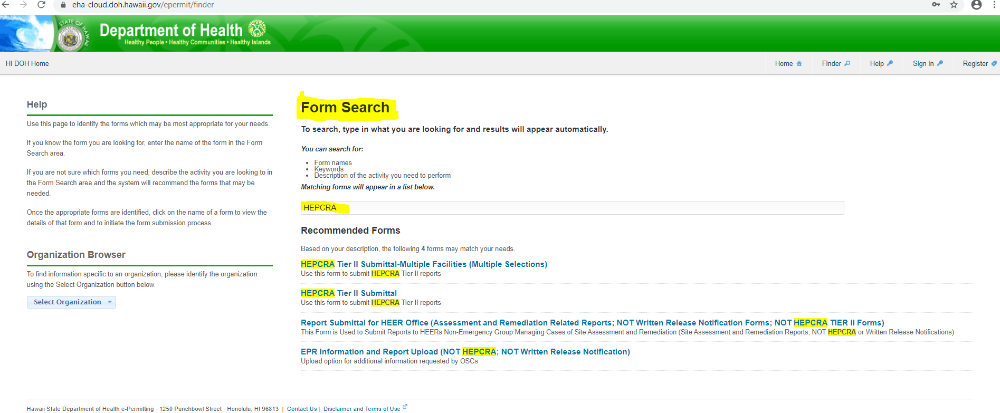 eha-cloud.doh.hawaii.gov/epermit/finder
STATE OF HAWAII
Department of Health
Healthy People • Healthy Communities • Healthy Islands
HI DOH Home
Home
Finder
Help
Sign In
Register
Help
Use this page to identify the forms which may be most appropriate for your needs.
If you know the form you are looking for, enter the name of the form in the Form
Search area.
If you are not sure which forms you need, describe the activity you are looking to in
the Form Search area and the system will recommend the forms that may be
needed.
Once the appropriate forms are identified, click on the name of a form to view the
details of that form and to initiate the form submission process.
Organization Browser
To find information specific to an organization, please identify the organization
using the Select Organization button below.
Select Organization
Form Search
To search, type in what you are looking for and results will appear automatically.
You can search for:
• Form names
• Keywords
• Description of the activity you need to perform
Matching forms will appear in a list below.
HEPCRA
Recommended Forms
Based on your description, the following 4 forms may match your needs.
HEPCRA Tier II Submittal-Multiple Facilities (Multiple Selections)
Use this form to submit HEPCRA Tier II reports
HEPCRA Tier II Submittal
Use this form to submit HEPCRA Tier II reports
Report Submittal for HEER Office (Assessment and Remediation Related Reports; NOT Written Release Notification Forms; NOT HEPCRA TIER II Forms)
This Form is Used to Submit Reports to HEERs Non-Emergency Group Managing Cases of Site Assessment and Remediation (Site Assessment and Remediation Reports; NOT HEPCRA or Written Release Notifications)
EPR Information and Report Upload (NOT HEPCRA; NOT Written Release Notification)
Upload option for additional information requested by OSCs
Hawaii State Department of Health e-Permitting · 1250 Punchbowl Street · Honolulu, HI 96813 | Contact Us | Disclaimer and Terms of Use